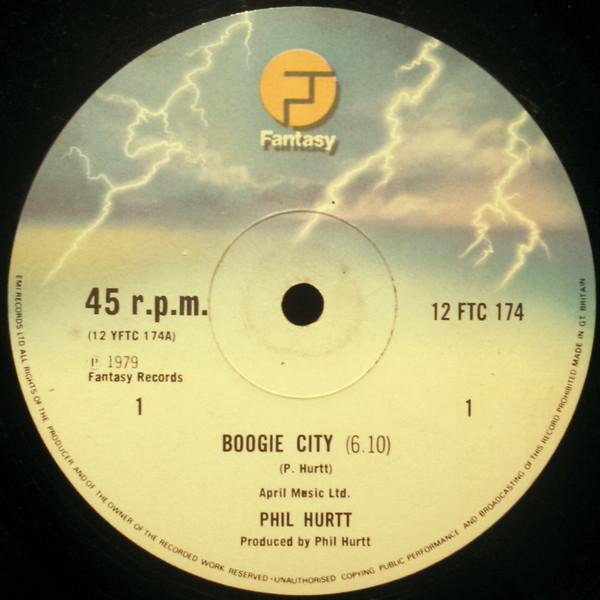 Fantasy
45 r.p.m.
12 FTC 174
(12 YFTC 174A)
℗ 1979
Fantasy Records
1
1
BOOGIE CITY (6.10)
(P. Hurtt)
April Music Ltd.
PHIL HURTT
Produced by Phil Hurtt
EMI RECORDS LTD ALL RIGHTS OF THE PRODUCER AND OF THE OWNER OF THE RECORDED WORK RESERVED · UNAUTHORISED COPYING PUBLIC PERFORMANCE AND BROADCASTING OF THIS RECORD PROHIBITED MADE IN GT. BRITAIN